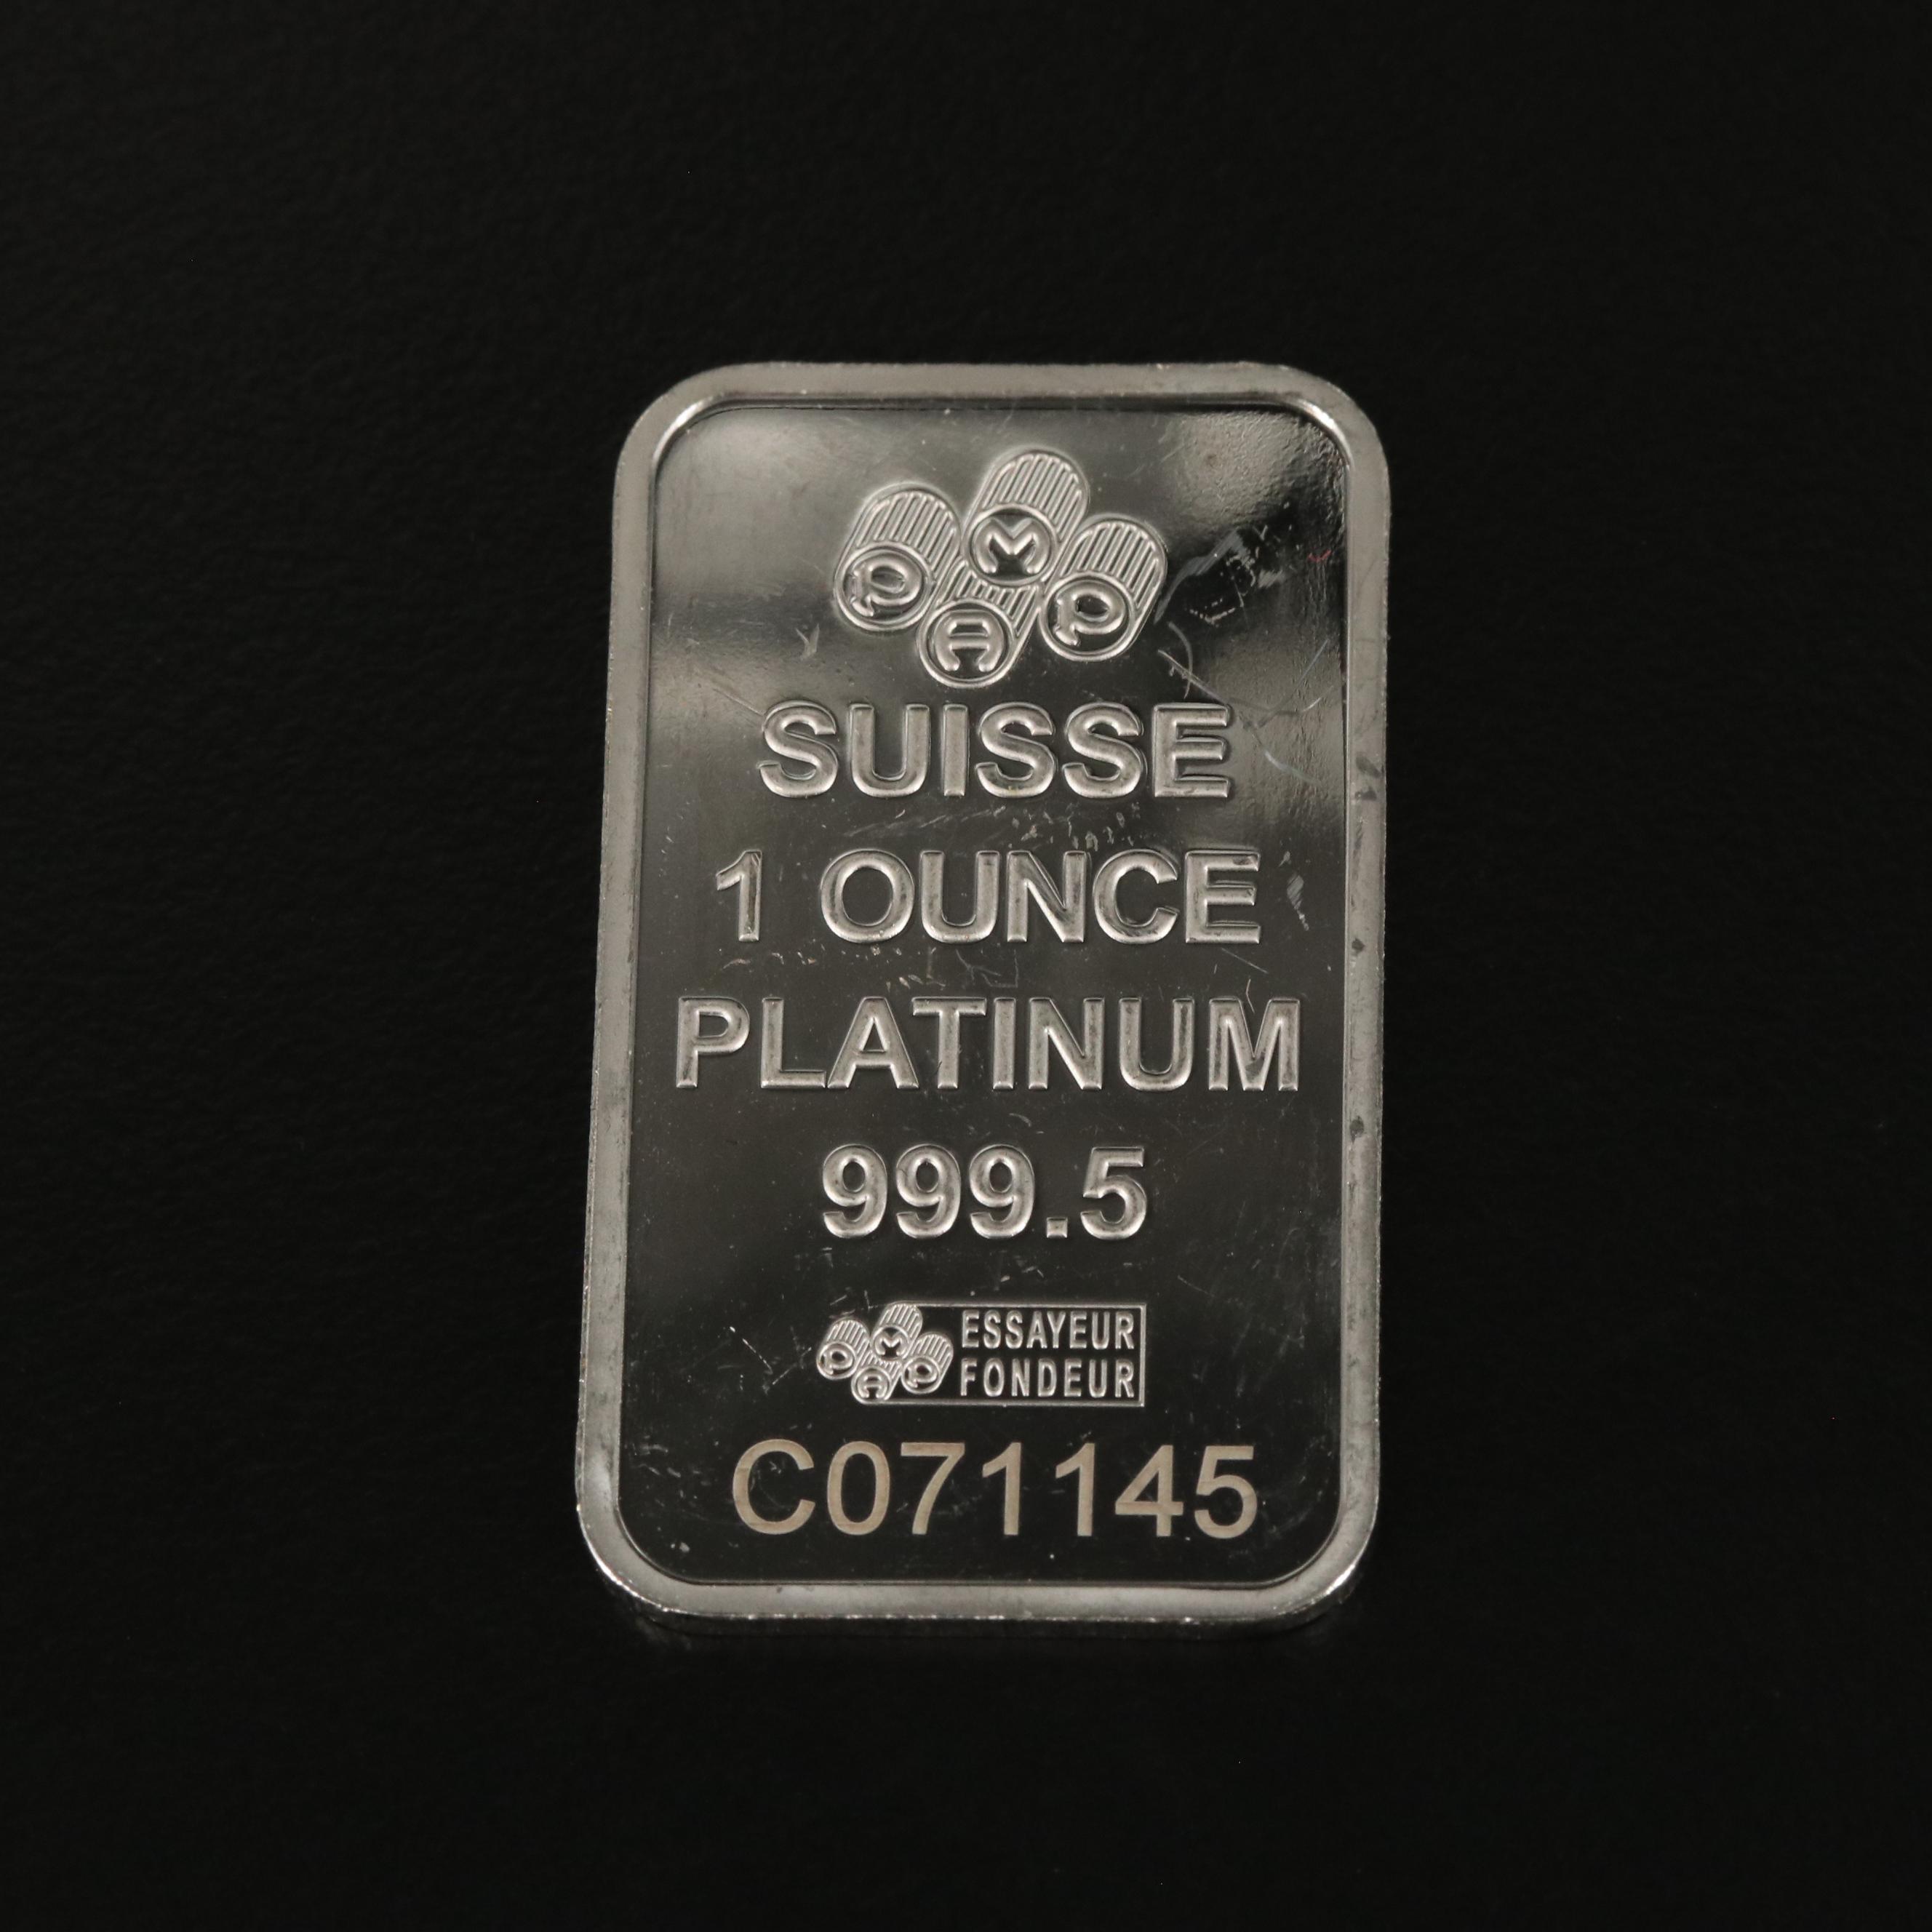 PAMP
SUISSE
1 OUNCE
PLATINUM
999.5
PAMP ESSAYEUR
FONDEUR
C071145